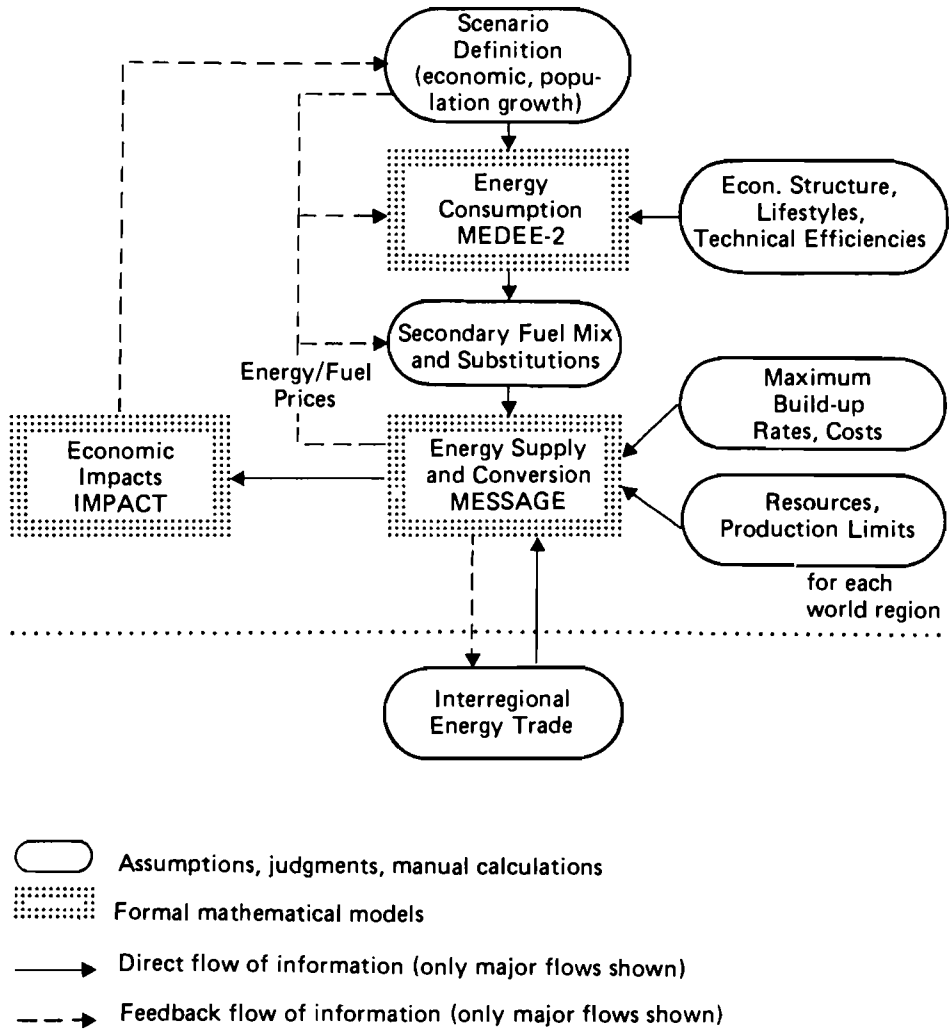 Scenario
Definition
(economic, popu-
lation growth)
Energy
Consumption
MEDEE-2
Econ. Structure,
Lifestyles,
Technical Efficiencies
Secondary Fuel Mix
and Substitutions
Energy/Fuel
Prices
Maximum
Build-up
Rates, Costs
Economic
Impacts
IMPACT
Energy Supply
and Conversion
MESSAGE
Resources,
Production Limits
for each
world region
Interregional
Energy Trade
Assumptions, judgments, manual calculations
Formal mathematical models
Direct flow of information (only major flows shown)
Feedback flow of information (only major flows shown)